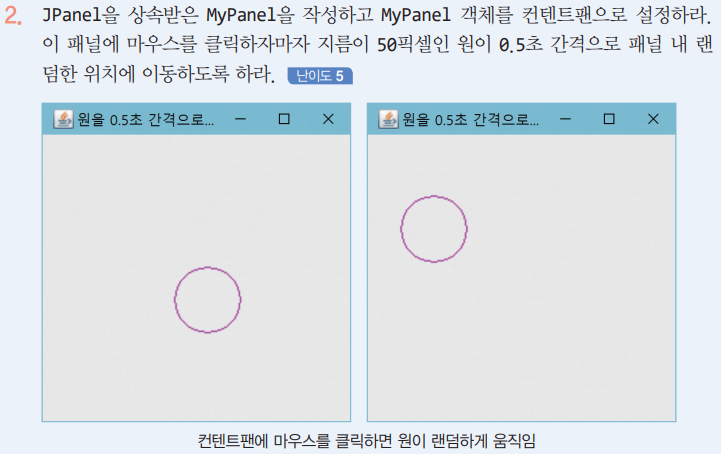 2. JPanel을 상속받은 MyPanel을 작성하고 MyPanel 객체를 컨텐트팬으로 설정하라.
이 패널에 마우스를 클릭하자마자 지름이 50픽셀인 원이 0.5초 간격으로 패널 내 랜
덤한 위치에 이동하도록 하라. 난이도 5
원을 0.5초 간격으로...
원을 0.5초 간격으로...
컨텐트팬에 마우스를 클릭하면 원이 랜덤하게 움직임